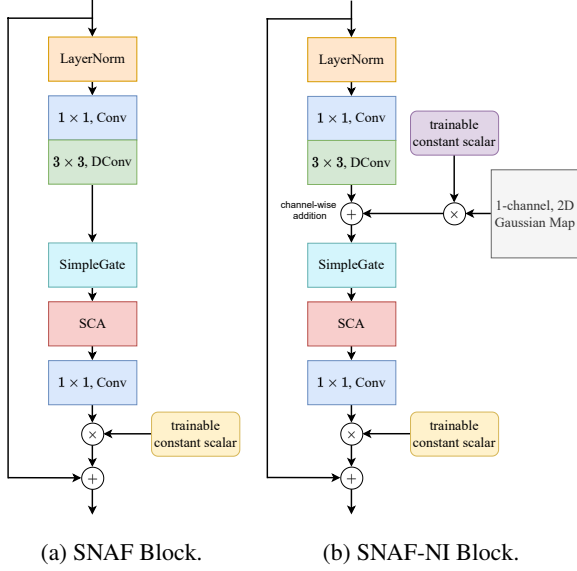 LayerNorm
1 × 1, Conv
3 × 3, DConv
SimpleGate
SCA
1 × 1, Conv
×
trainable
constant scalar
+
(a) SNAF Block.
LayerNorm
1 × 1, Conv
3 × 3, DConv
trainable
constant scalar
channel-wise
addition
+
×
1-channel, 2D
Gaussian Map
SimpleGate
SCA
1 × 1, Conv
×
trainable
constant scalar
+
(b) SNAF-NI Block.